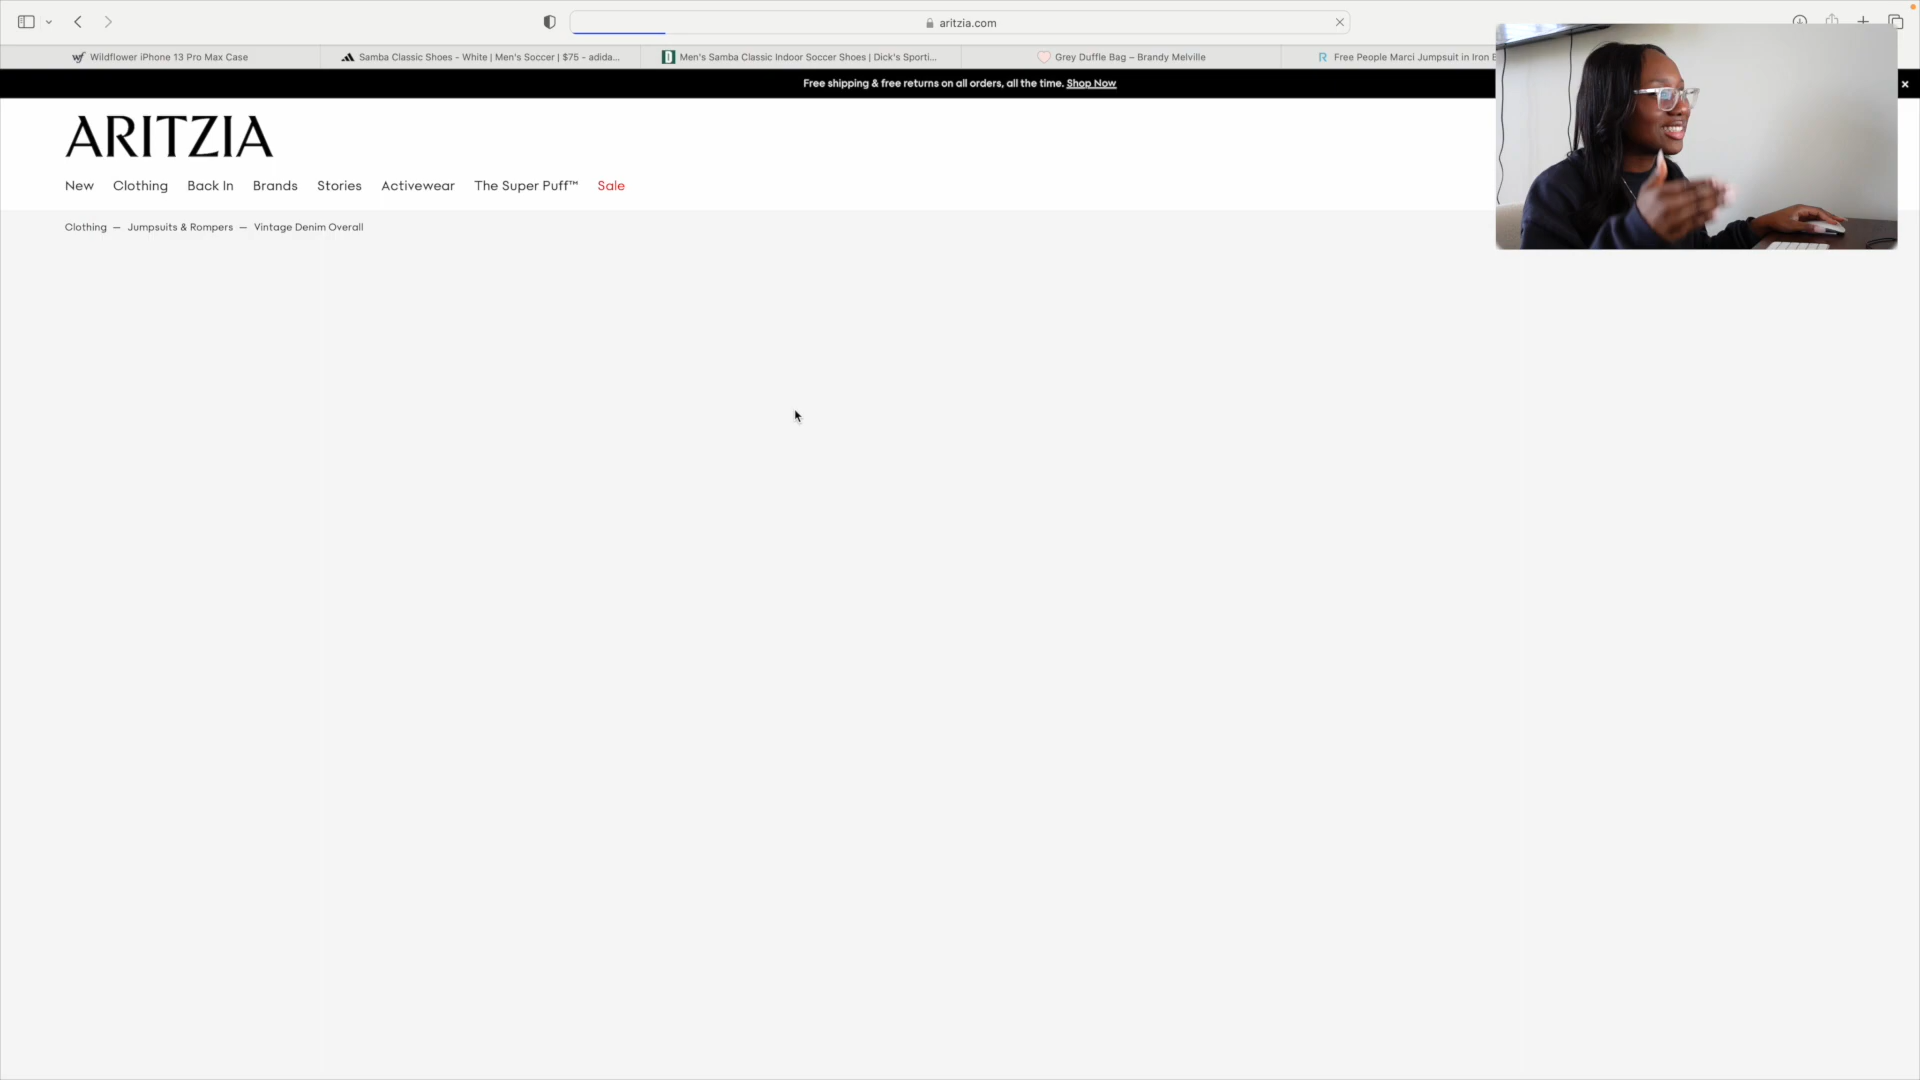 aritzia.com
Wildflower iPhone 13 Pro Max Case
Samba Classic Shoes - White | Men's Soccer | $75 - adida...
Men's Samba Classic Indoor Soccer Shoes | Dick's Sporti...
Grey Duffle Bag – Brandy Melville
Free People Marci Jumpsuit in Iron
Free shipping & free returns on all orders, all the time. Shop Now
ARITZIA
New Clothing Back In Brands Stories Activewear The Super Puff™ Sale
Clothing — Jumpsuits & Rompers — Vintage Denim Overall